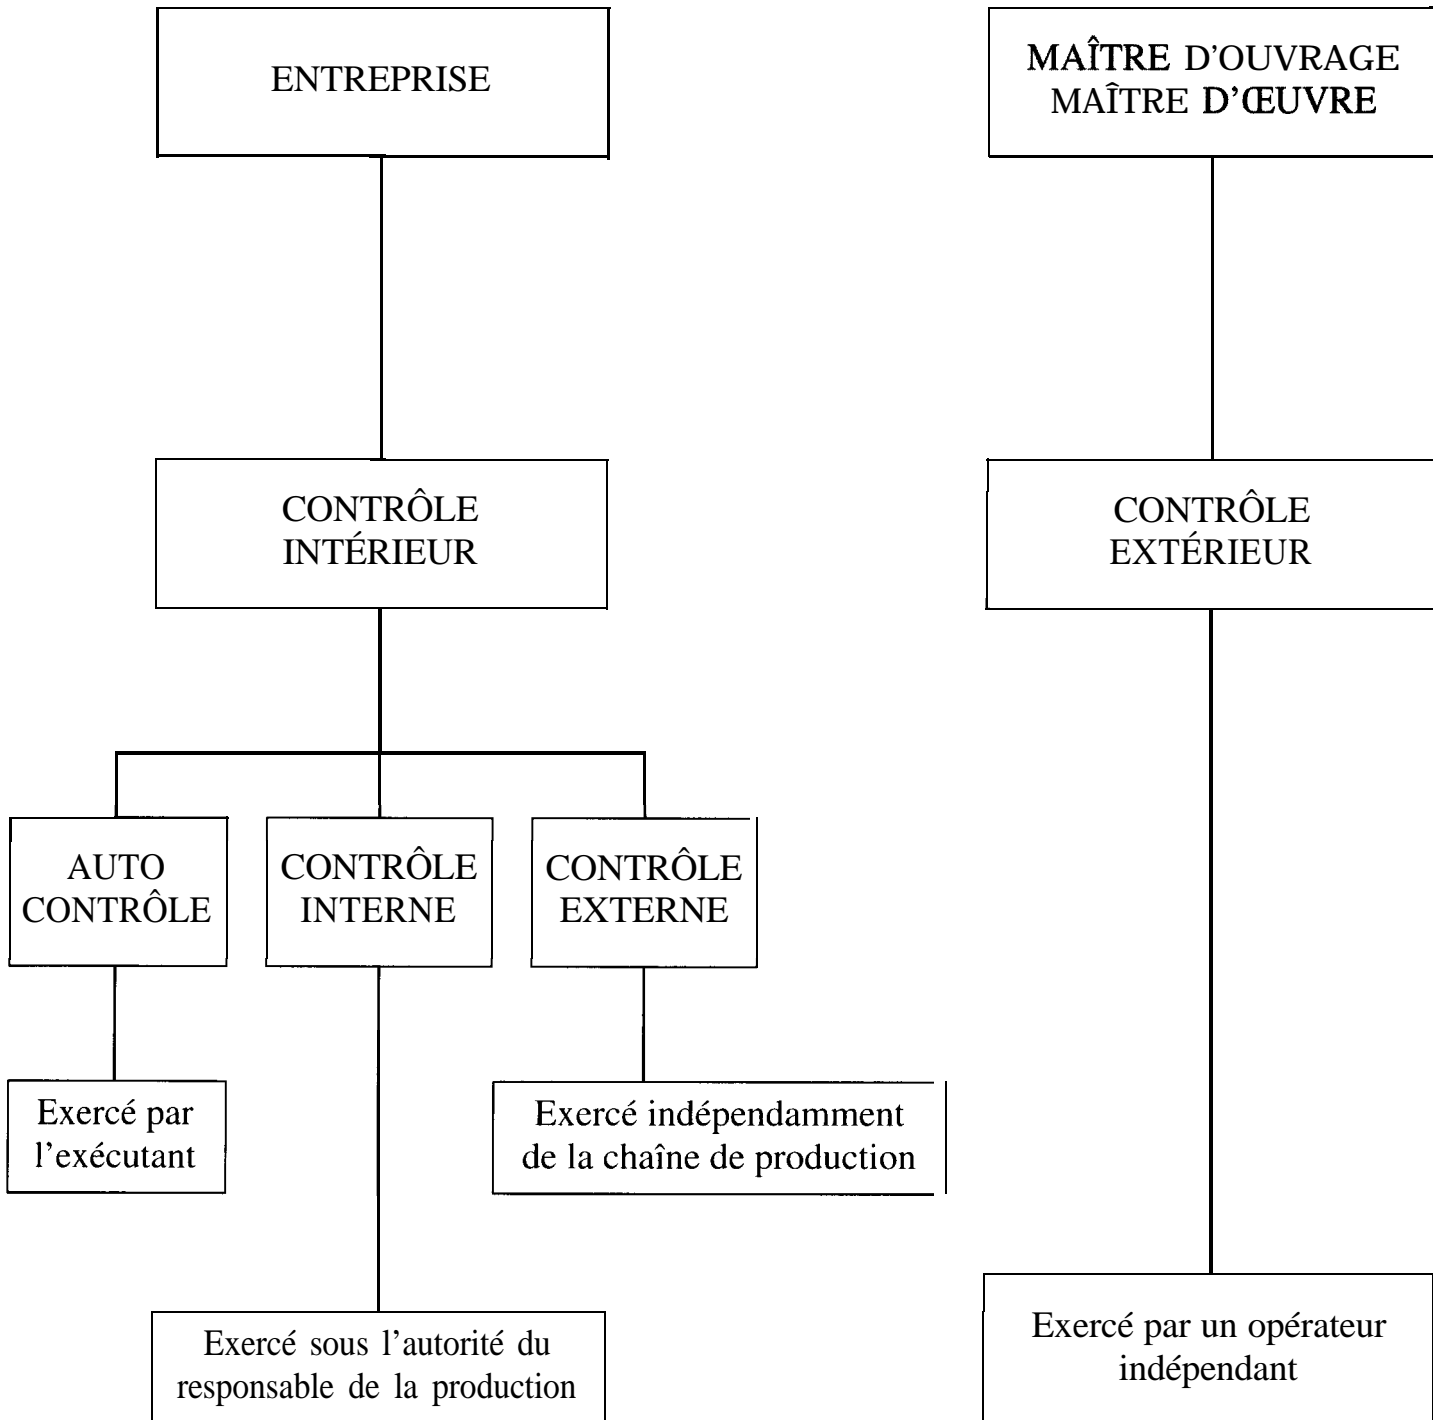 ENTREPRISE
MAÎTRE D'OUVRAGE
MAÎTRE D'ŒUVRE
CONTRÔLE
INTÉRIEUR
CONTRÔLE
EXTÉRIEUR
AUTO
CONTRÔLE
CONTRÔLE
INTERNE
CONTRÔLE
EXTERNE
Exercé par
l'exécutant
Exercé indépendamment
de la chaîne de production
Exercé sous l'autorité du
responsable de la production
Exercé par un opérateur
indépendant